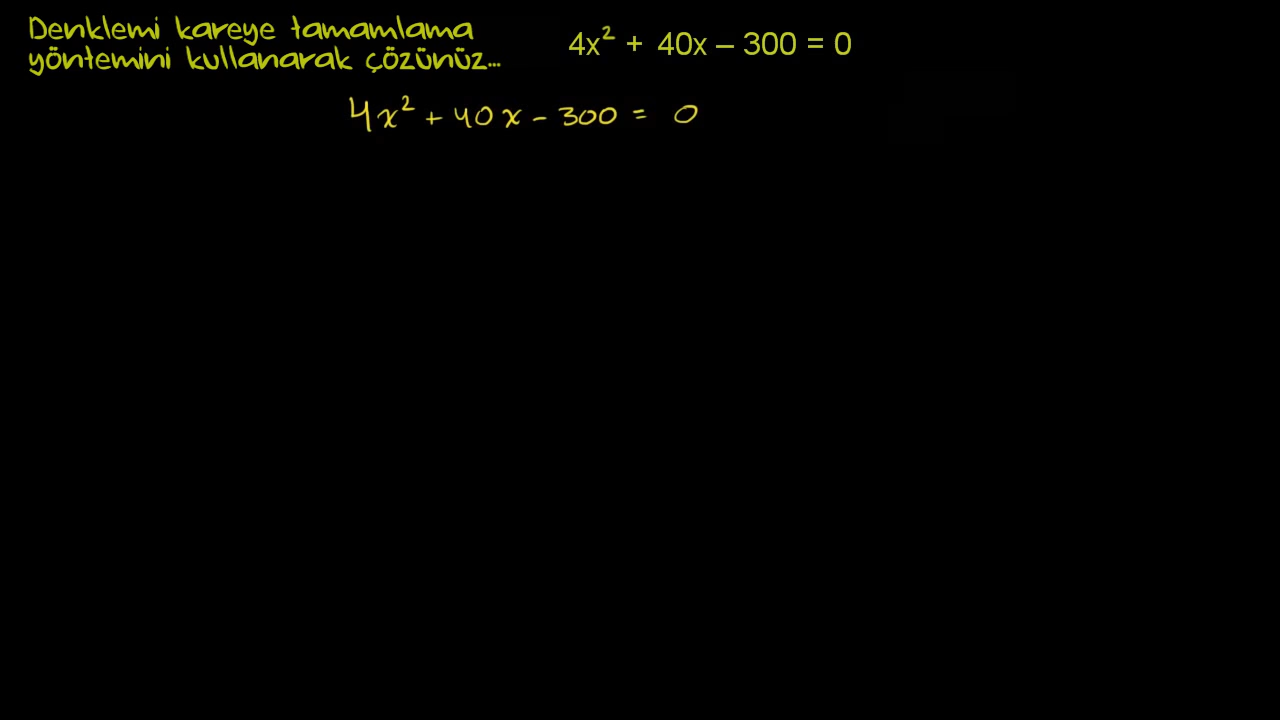 Denklemi kareye tamamlama
yöntemini kullanarak çözünüz...
4x² + 40x – 300 = 0
4x² + 40x - 300 = 0